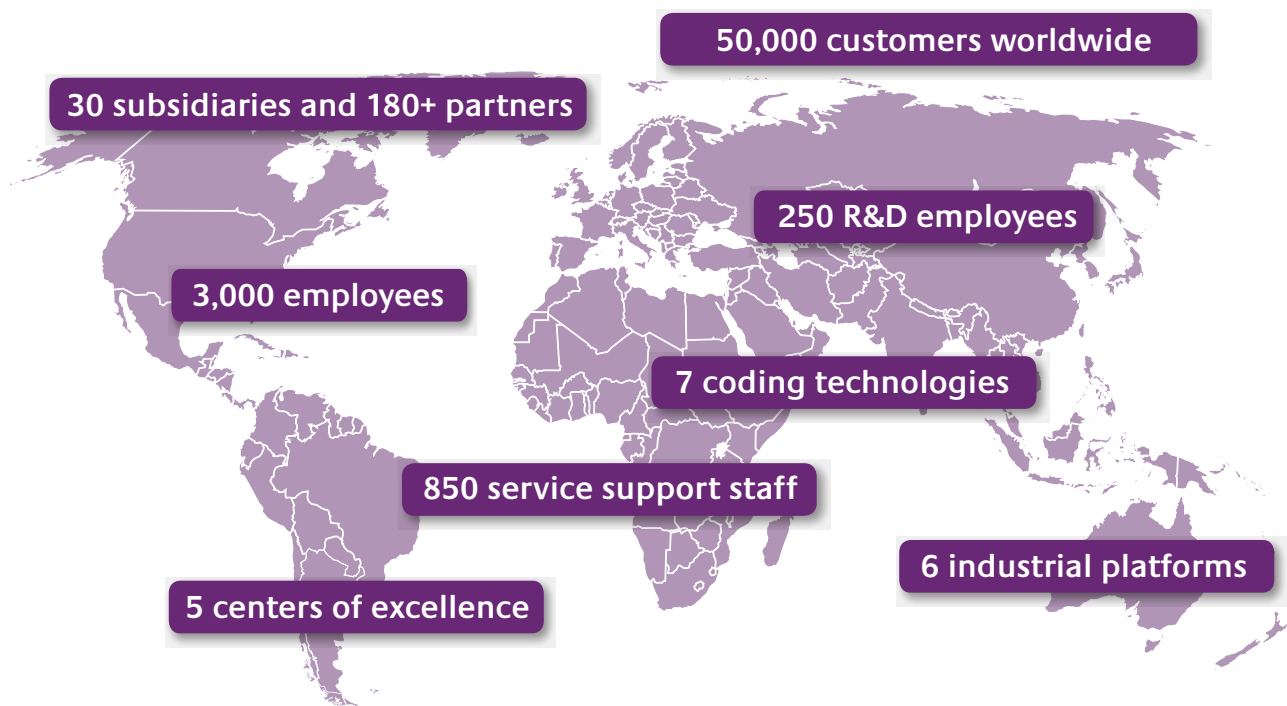 50,000 customers worldwide
30 subsidiaries and 180+ partners
250 R&D employees
3,000 employees
7 coding technologies
850 service support staff
6 industrial platforms
5 centers of excellence